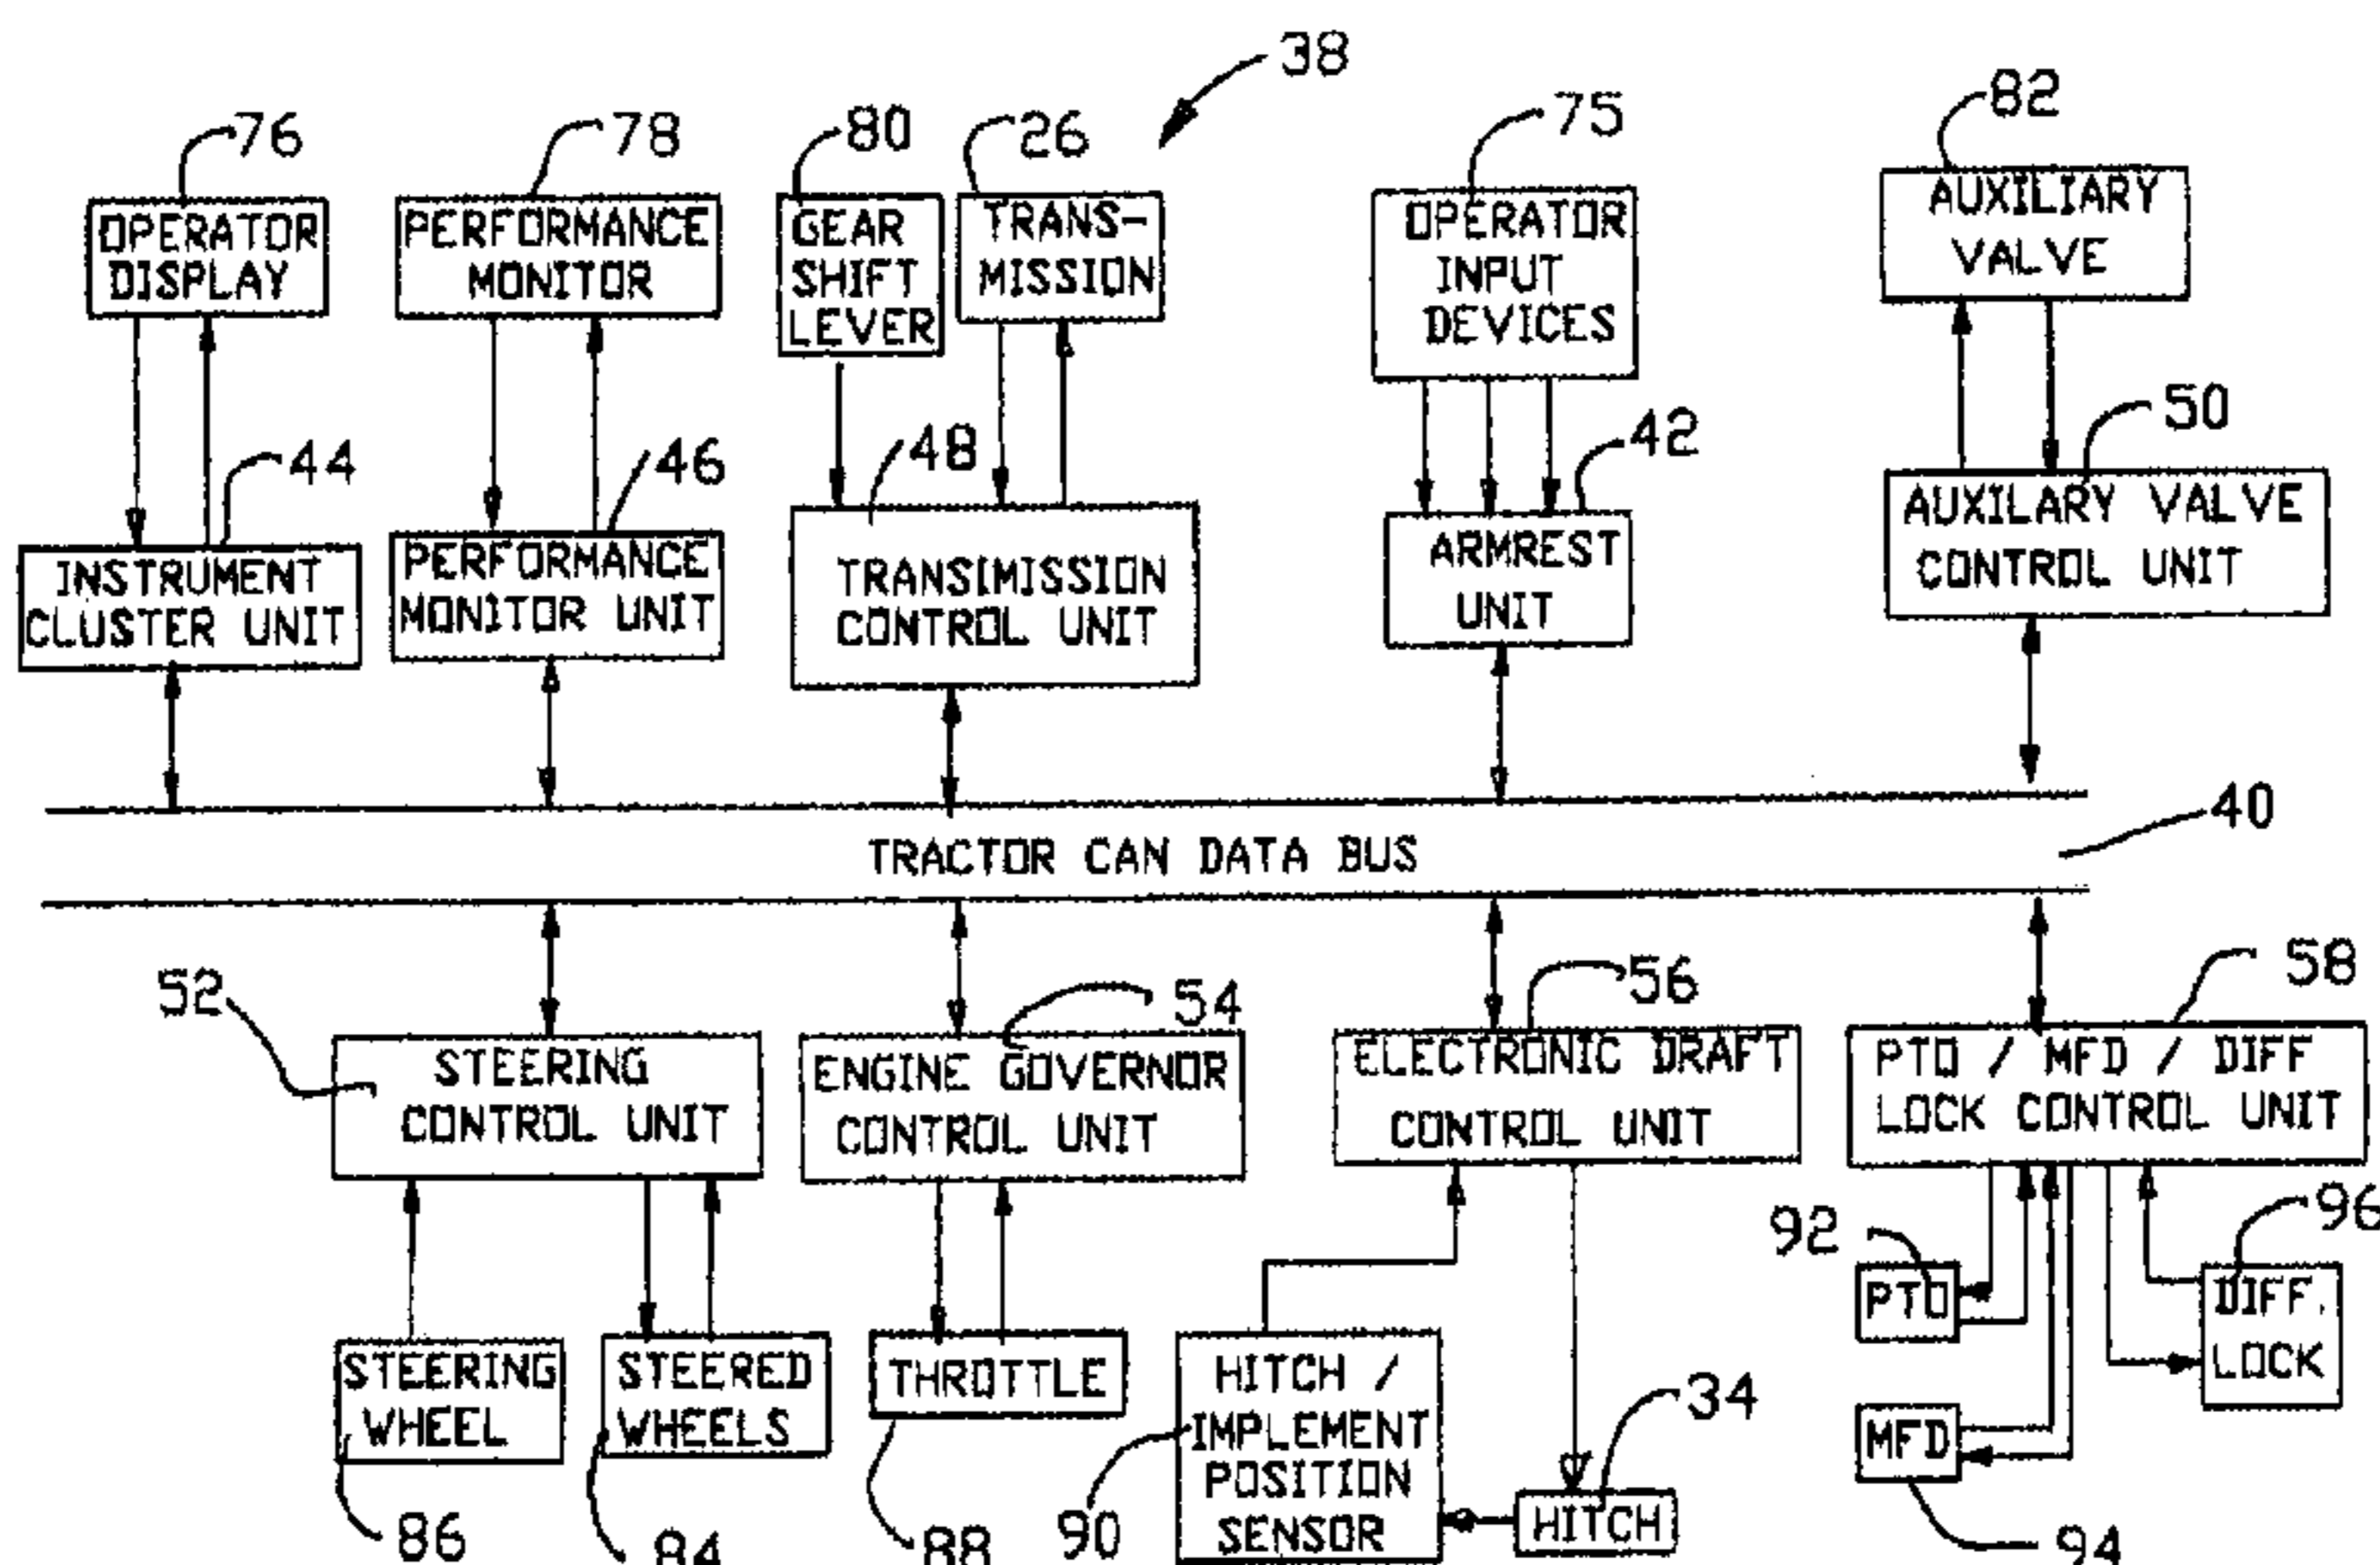 38
76
78
80
26
75
82
OPERATOR
DISPLAY
PERFORMANCE
MONITOR
GEAR
SHIFT
LEVER
TRANS-
MISSION
OPERATOR
INPUT
DEVICES
AUXILIARY
VALVE
44
46
48
42
50
INSTRUMENT
CLUSTER UNIT
PERFORMANCE
MONITOR UNIT
TRANSIMISSION
CONTROL UNIT
ARMREST
UNIT
AUXILARY VALVE
CONTROL UNIT
40
TRACTOR CAN DATA BUS
52
54
56
58
STEERING
CONTROL UNIT
ENGINE GOVERNOR
CONTROL UNIT
ELECTRONIC DRAFT
CONTROL UNIT
PTO / MFD / DIFF
LOCK CONTROL UNIT
92
96
PTO
DIFF.
LOCK
STEERING
WHEEL
STEERED
WHEELS
THROTTLE
HITCH /
IMPLEMENT
POSITION
SENSOR
34
HITCH
MFD
86
84
88
90
94